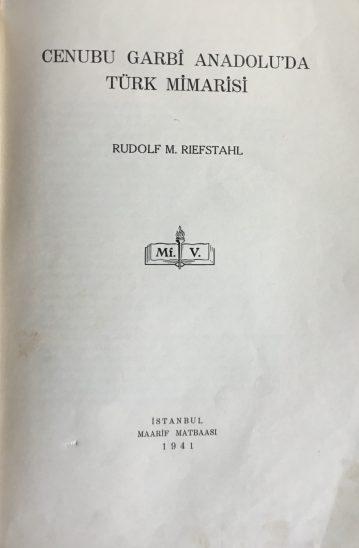 CENUBU GARBÎ ANADOLU'DA
TÜRK MİMARİSİ
RUDOLF M. RIEFSTAHL
Mf. V.
İSTANBUL
MAARİF MATBAASI
1941